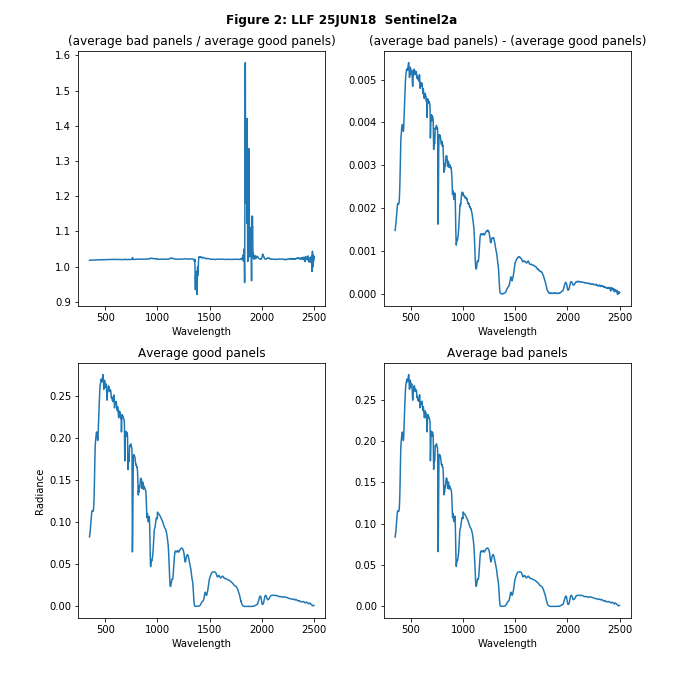 Figure 2: LLF 25JUN18  Sentinel2a
(average bad panels / average good panels)
1.6
1.5
1.4
1.3
1.2
1.1
1.0
0.9
500 1000 1500 2000 2500
Wavelength
(average bad panels) - (average good panels)
0.005
0.004
0.003
0.002
0.001
0.000
500 1000 1500 2000 2500
Wavelength
Average good panels
Radiance
0.25
0.20
0.15
0.10
0.05
0.00
500 1000 1500 2000 2500
Wavelength
Average bad panels
0.25
0.20
0.15
0.10
0.05
0.00
500 1000 1500 2000 2500
Wavelength